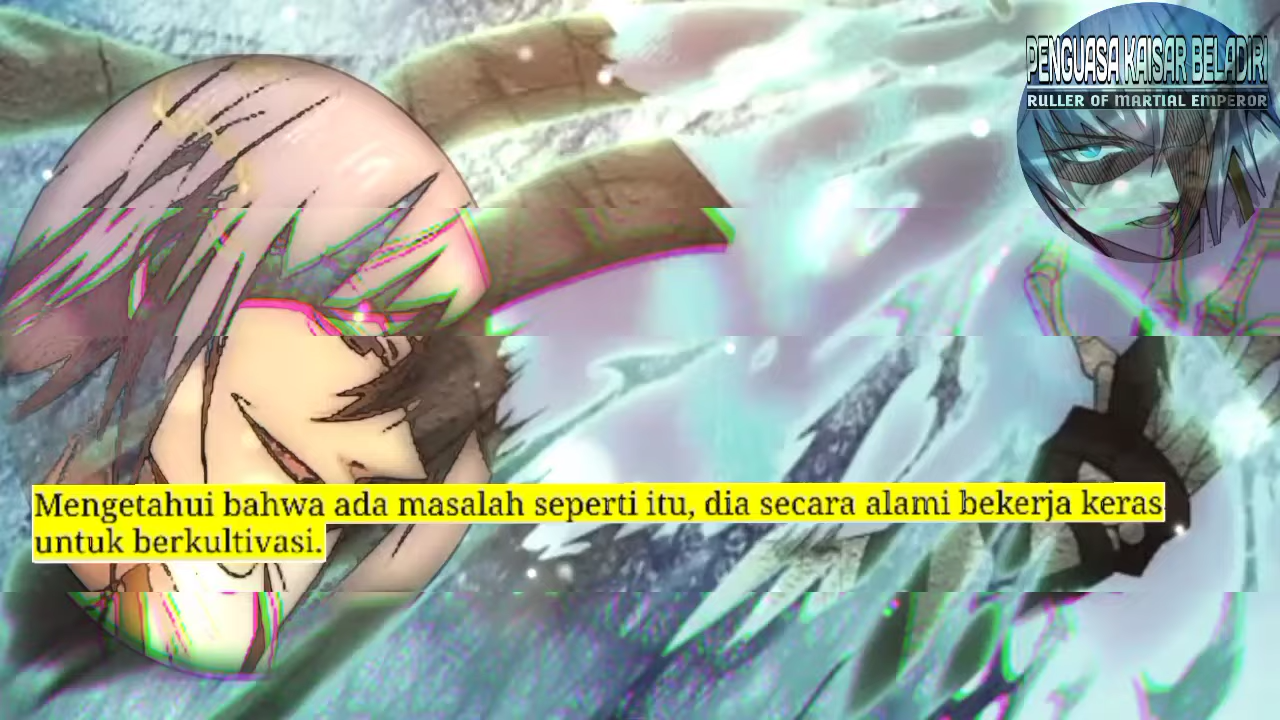 PENGUASA KAISAR BELADIRI
RULLER OF MARTIAL EMPEROR
Mengetahui bahwa ada masalah seperti itu, dia secara alami bekerja keras
untuk berkultivasi.